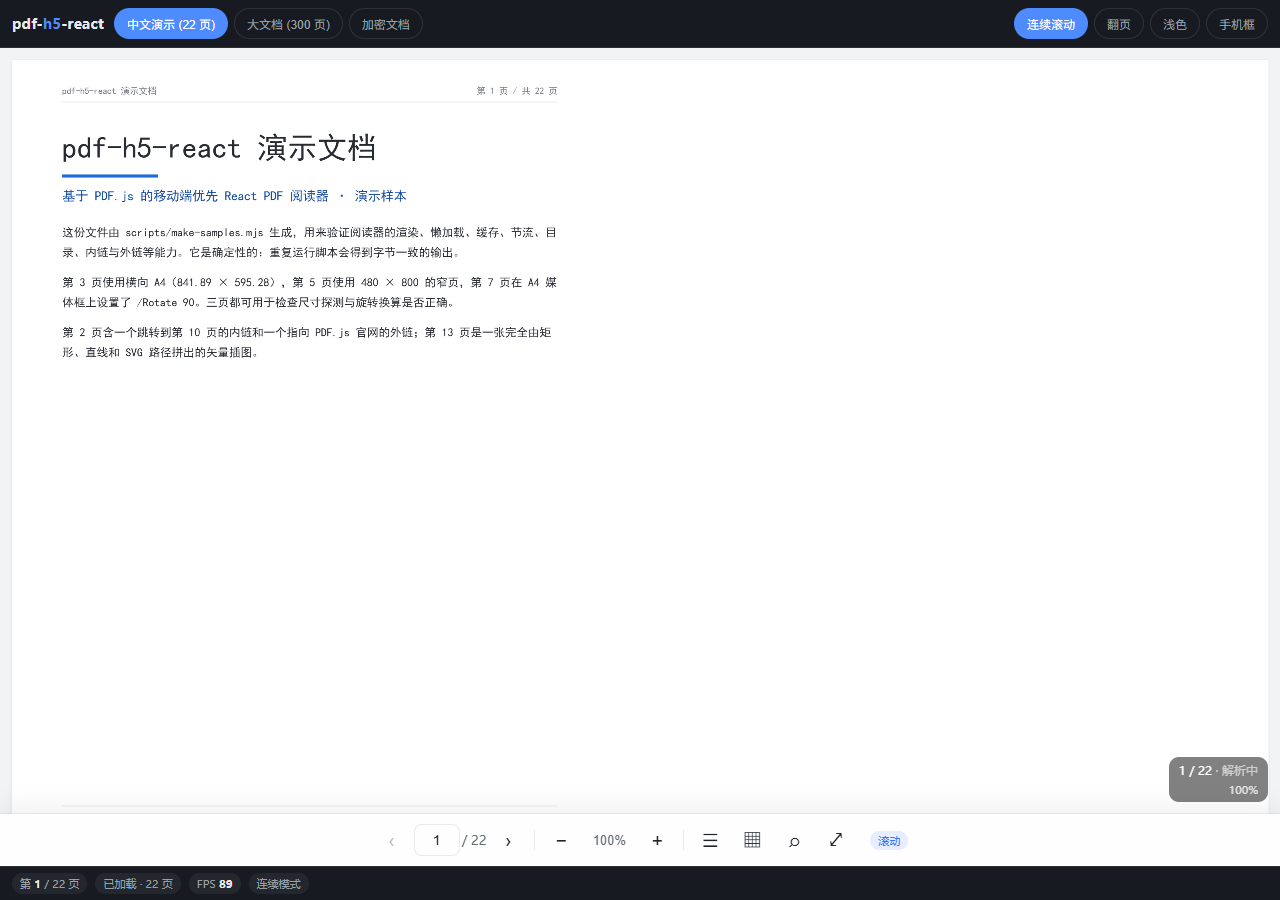 pdf-h5-react 中文演示 (22 页) 大文档 (300 页) 加密文档 连续滚动 翻页 浅色 手机框
pdf-h5-react 演示文档 第 1 页 / 共 22 页
pdf-h5-react 演示文档
基于 PDF.js 的移动端优先 React PDF 阅读器 · 演示样本
这份文件由 scripts/make-samples.mjs 生成，用来验证阅读器的渲染、懒加载、缓存、节流、目
录、内链与外链等能力。它是确定性的：重复运行脚本会得到字节一致的输出。
第 3 页使用横向 A4（841.89 × 595.28），第 5 页使用 480 × 800 的窄页，第 7 页在 A4 媒
体框上设置了 /Rotate 90。三页都可用于检查尺寸探测与旋转换算是否正确。
第 2 页含一个跳转到第 10 页的内链和一个指向 PDF.js 官网的外链；第 13 页是一张完全由矩
形、直线和 SVG 路径拼出的矢量插图。
1 / 22 · 解析中
100%
‹ 1 / 22 › − 100% + 滚动
第 1 / 22 页 已加载 · 22 页 FPS 89 连续模式